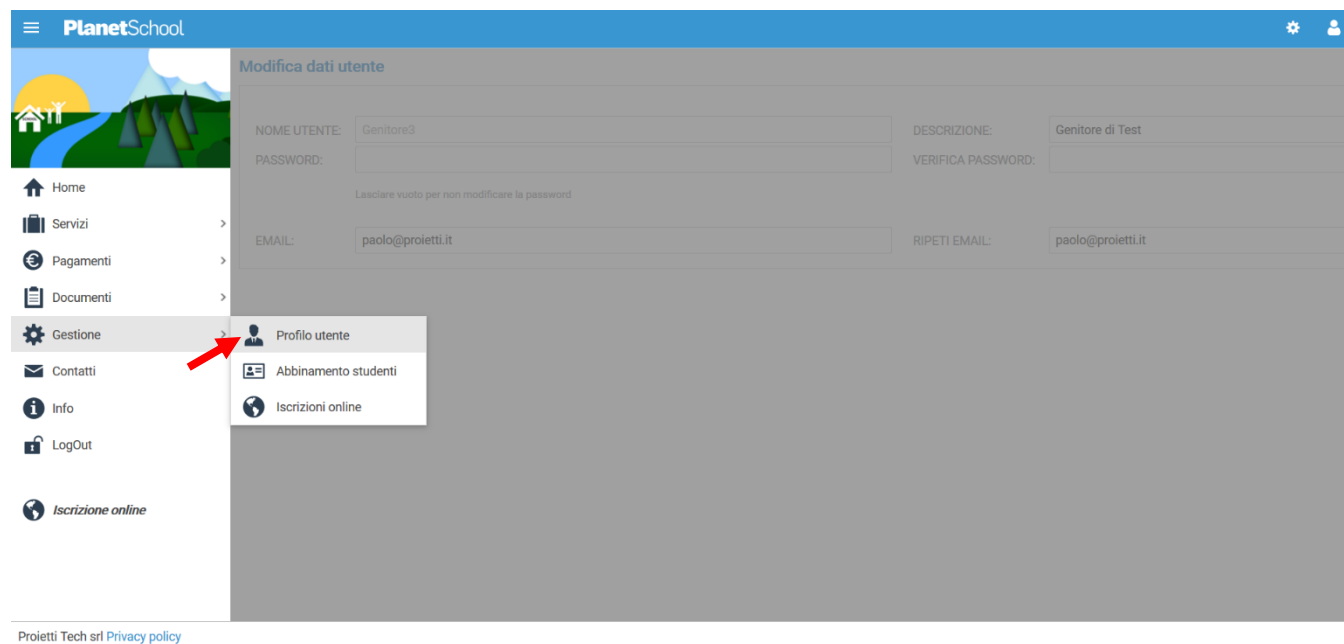 PlanetSchool
Modifica dati utente
NOME UTENTE: Genitore3 DESCRIZIONE: Genitore di Test
PASSWORD: VERIFICA PASSWORD:
Lasciare vuoto per non modificare la password
EMAIL: paolo@proietti.it RIPETI EMAIL: paolo@proietti.it
Home
Servizi
Pagamenti
Documenti
Gestione
Profilo utente
Abbinamento studenti
Iscrizioni online
Contatti
Info
LogOut
Iscrizione online
Proietti Tech srl Privacy policy